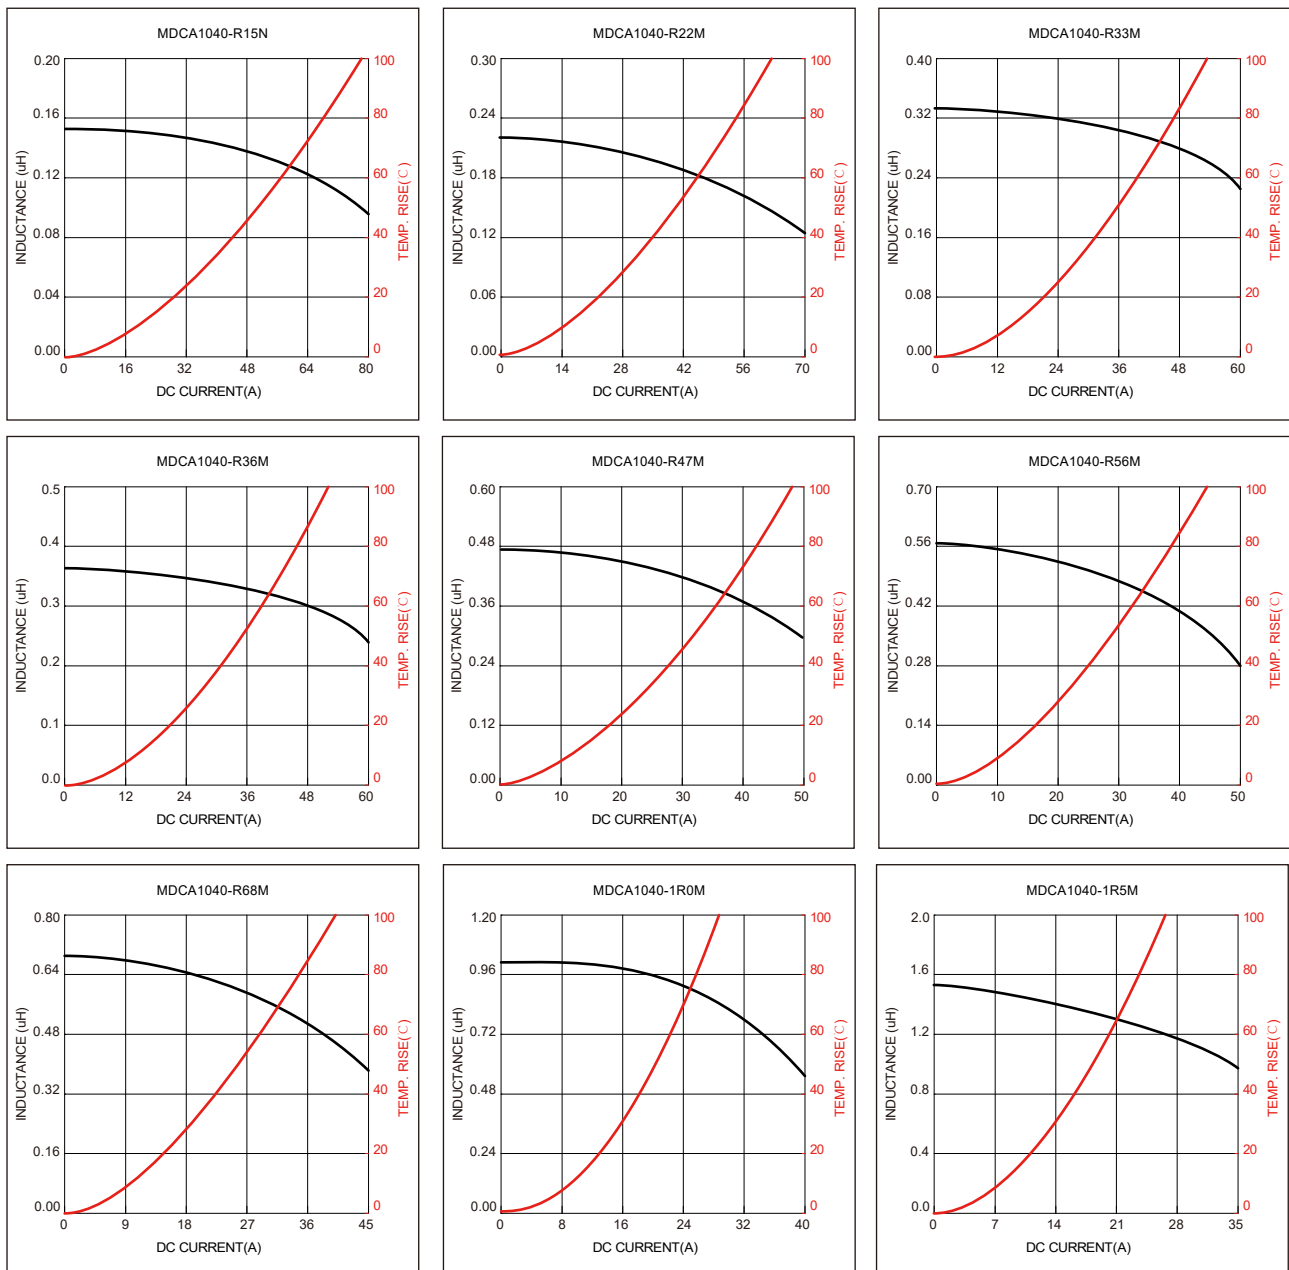 MDCA1040-R15N
0.20
0.16
0.12
0.08
0.04
0.00
INDUCTANCE (uH)
100
80
60
40
20
0
TEMP. RISE(C)
0 16 32 48 64 80
DC CURRENT(A)
MDCA1040-R22M
0.30
0.24
0.18
0.12
0.06
0.00
INDUCTANCE (uH)
100
80
60
40
20
0
TEMP. RISE(C)
0 14 28 42 56 70
DC CURRENT(A)
MDCA1040-R33M
0.40
0.32
0.24
0.16
0.08
0.00
INDUCTANCE (uH)
100
80
60
40
20
0
TEMP. RISE(C)
0 12 24 36 48 60
DC CURRENT(A)
MDCA1040-R36M
0.5
0.4
0.3
0.2
0.1
0.0
INDUCTANCE (uH)
100
80
60
40
20
0
TEMP. RISE(C)
0 12 24 36 48 60
DC CURRENT(A)
MDCA1040-R47M
0.60
0.48
0.36
0.24
0.12
0.00
INDUCTANCE (uH)
100
80
60
40
20
0
TEMP. RISE(C)
0 10 20 30 40 50
DC CURRENT(A)
MDCA1040-R56M
0.70
0.56
0.42
0.28
0.14
0.00
INDUCTANCE (uH)
100
80
60
40
20
0
TEMP. RISE(C)
0 10 20 30 40 50
DC CURRENT(A)
MDCA1040-R68M
0.80
0.64
0.48
0.32
0.16
0.00
INDUCTANCE (uH)
100
80
60
40
20
0
TEMP. RISE(C)
0 9 18 27 36 45
DC CURRENT(A)
MDCA1040-1R0M
1.20
0.96
0.72
0.48
0.24
0.00
INDUCTANCE (uH)
100
80
60
40
20
0
TEMP. RISE(C)
0 8 16 24 32 40
DC CURRENT(A)
MDCA1040-1R5M
2.0
1.6
1.2
0.8
0.4
0.0
INDUCTANCE (uH)
100
80
60
40
20
0
TEMP. RISE(C)
0 7 14 21 28 35
DC CURRENT(A)